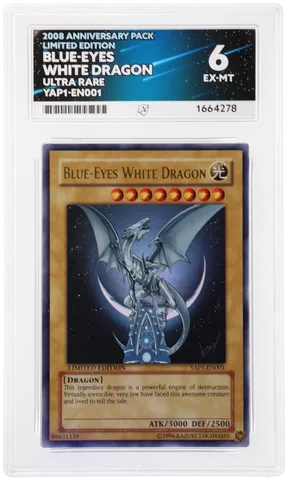 2008 ANNIVERSARY PACK
LIMITED EDITION
BLUE-EYES
WHITE DRAGON
ULTRA RARE
YAP1-EN001
6
EX-MT
1664278
BLUE-EYES WHITE DRAGON
LIMITED EDITION
YAP1-EN001
[DRAGON]
This legendary dragon is a powerful engine of destruction.
Virtually invincible, very few have faced this awesome creature
and lived to tell the tale.
ATK/3000 DEF/2500
89631139
©1996 KAZUKI TAKAHASHI